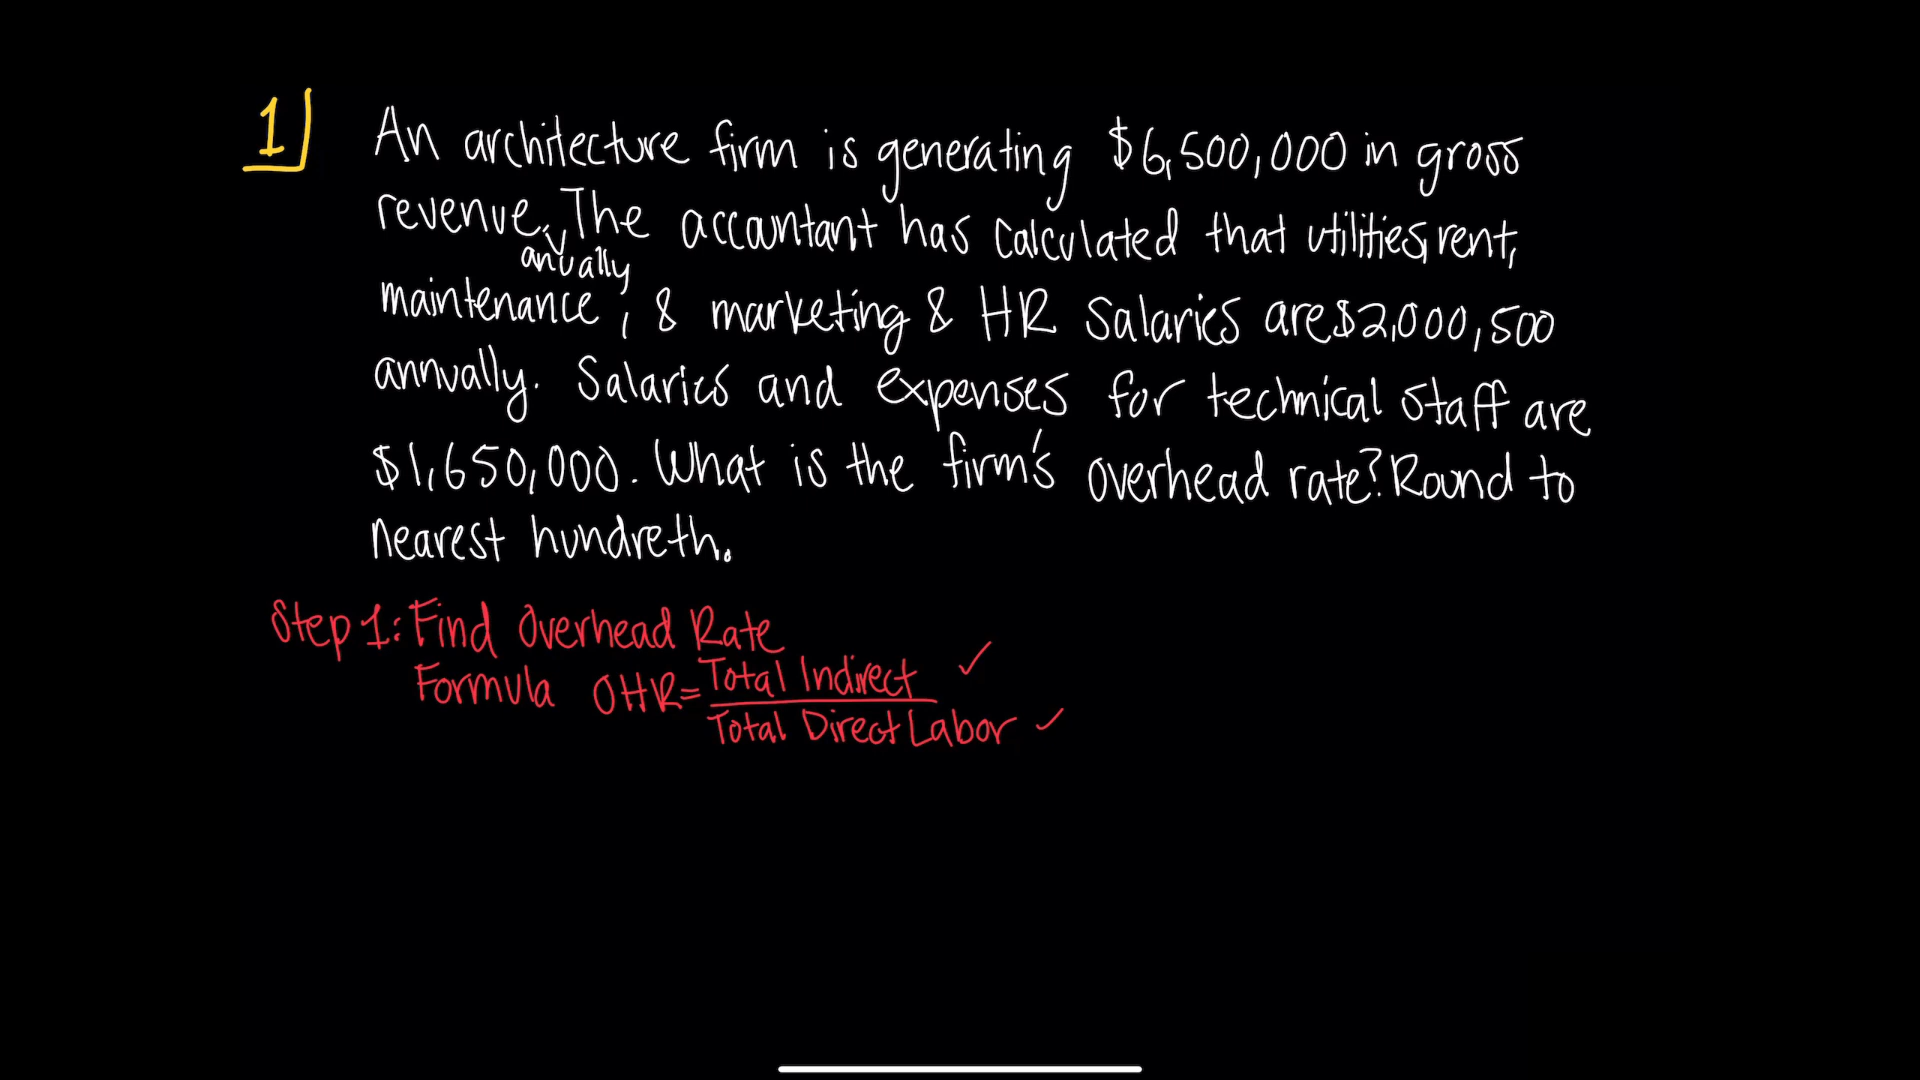 1
An architecture firm is generating $6,500,000 in gross
revenue, The accountant has calculated that utilities, rent,
anually
maintenance, & marketing & HR Salaries are $2,000,500
annually. Salaries and expenses for technical staff are
$1,650,000. What is the firm's overhead rate? Round to
nearest hundreth.
Step 1: Find Overhead Rate
Formula OHR = Total Indirect ✓
Total Direct Labor ✓